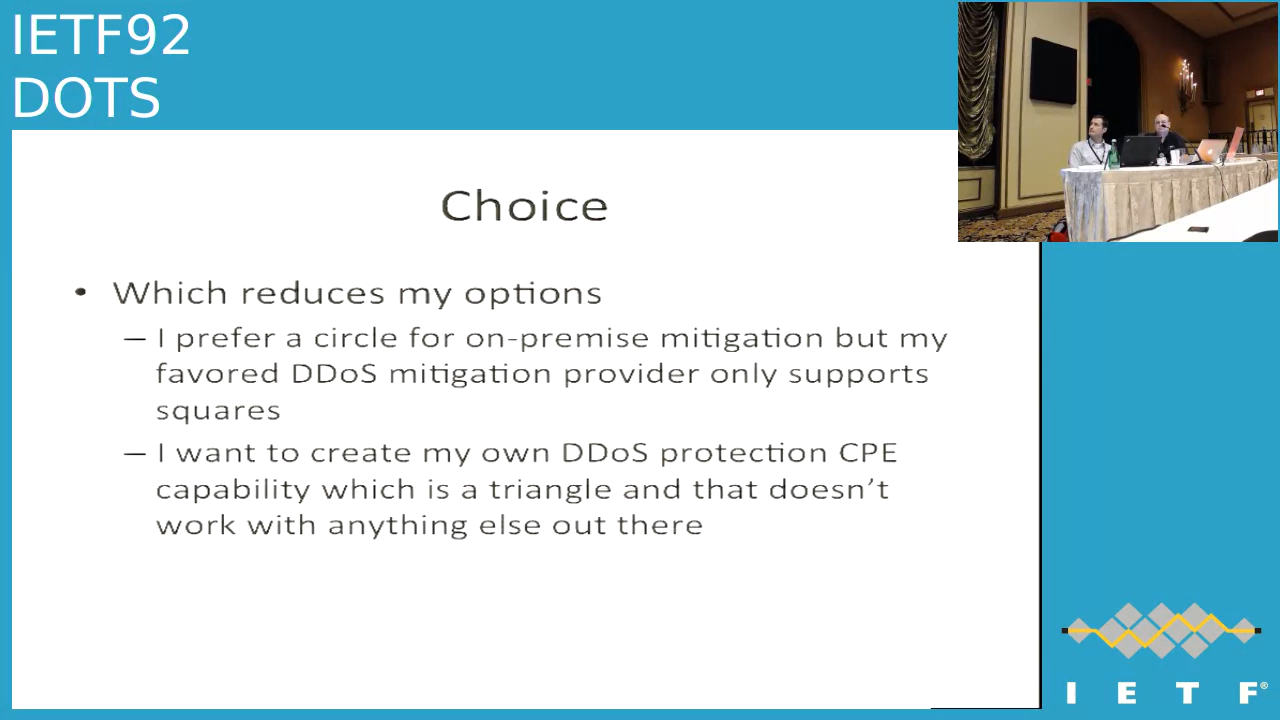 IETF92
DOTS
Choice
• Which reduces my options
– I prefer a circle for on-premise mitigation but my
favored DDoS mitigation provider only supports
squares
– I want to create my own DDoS protection CPE
capability which is a triangle and that doesn’t
work with anything else out there
I E T F®